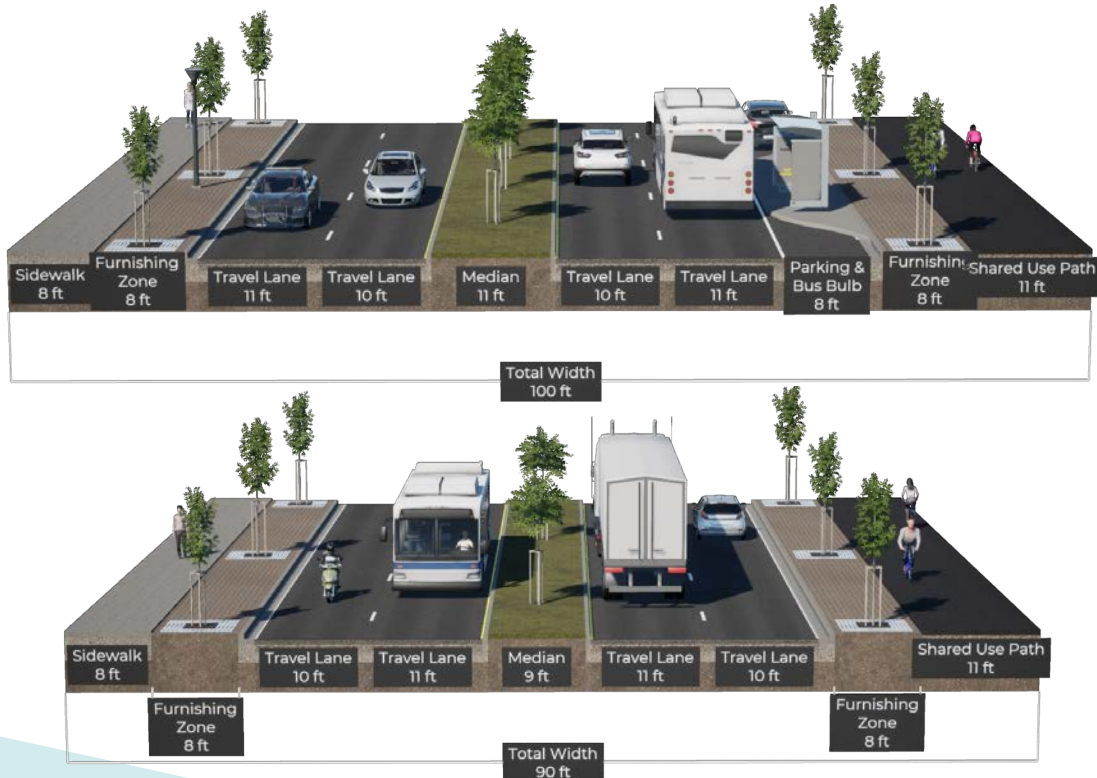 Sidewalk
8 ft
Furnishing
Zone
8 ft
Travel Lane
11 ft
Travel Lane
10 ft
Median
11 ft
Travel Lane
10 ft
Travel Lane
11 ft
Parking &
Bus Bulb
8 ft
Furnishing
Zone
8 ft
Shared Use Path
11 ft
Total Width
100 ft
Sidewalk
8 ft
Furnishing
Zone
8 ft
Travel Lane
10 ft
Travel Lane
11 ft
Median
9 ft
Travel Lane
11 ft
Travel Lane
10 ft
Furnishing
Zone
8 ft
Shared Use Path
11 ft
Total Width
90 ft